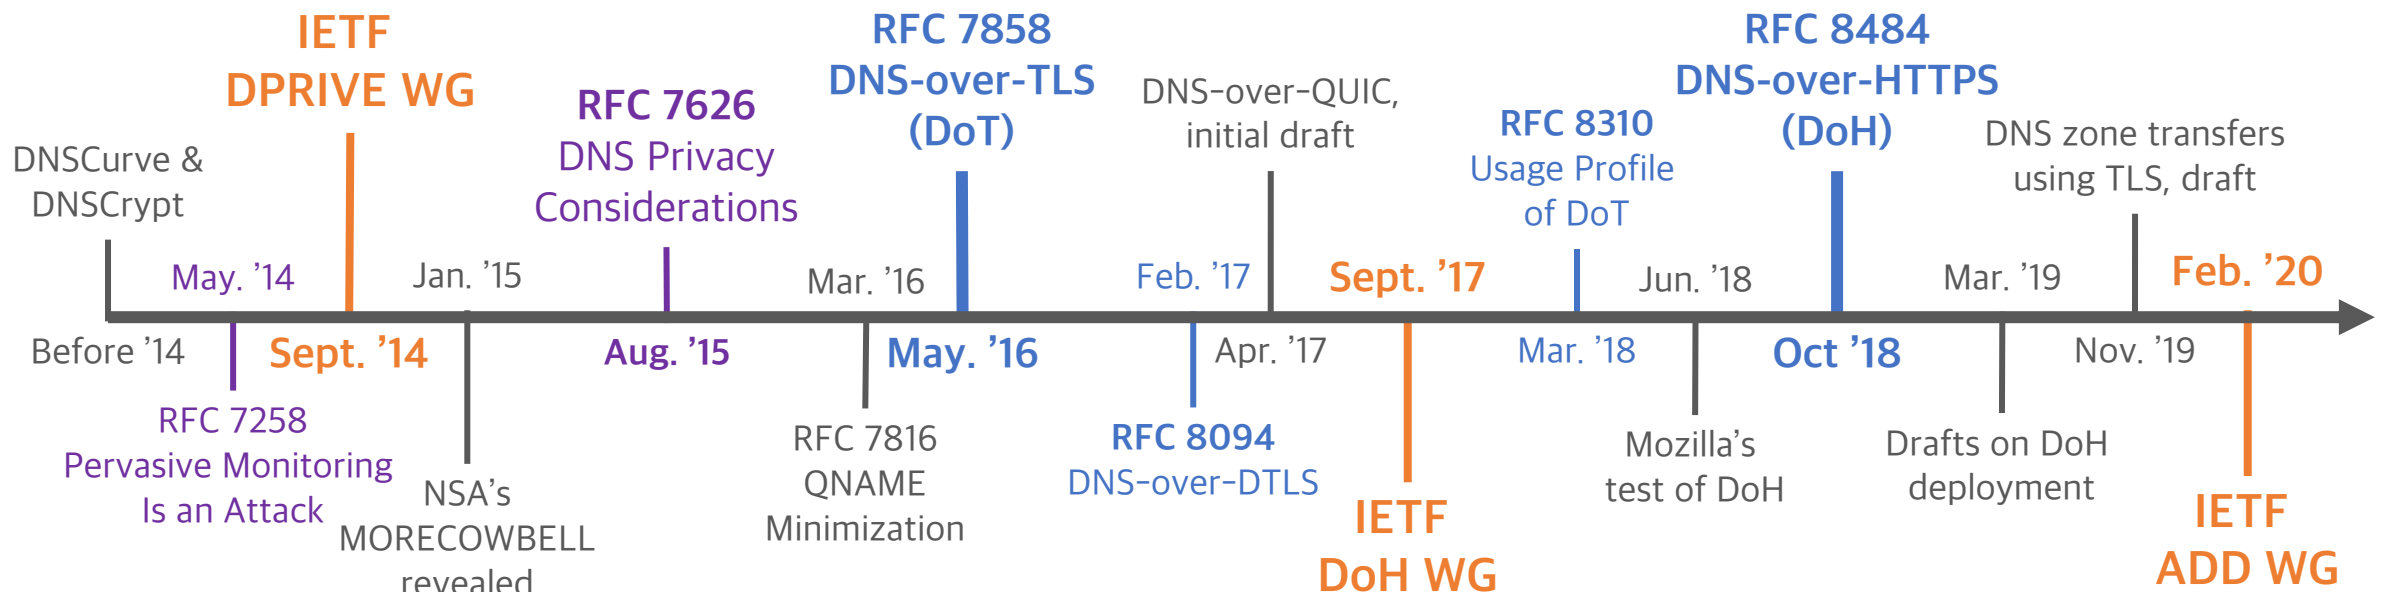 DNSCurve &
DNSCrypt
Before '14
May. '14
RFC 7258
Pervasive Monitoring
Is an Attack
IETF
DPRIVE WG
Sept. '14
Jan. '15
NSA's
MORECOWBELL
revealed
RFC 7626
DNS Privacy
Considerations
Aug. '15
Mar. '16
RFC 7816
QNAME
Minimization
RFC 7858
DNS-over-TLS
(DoT)
May. '16
Feb. '17
RFC 8094
DNS-over-DTLS
DNS-over-QUIC,
initial draft
Apr. '17
Sept. '17
IETF
DoH WG
RFC 8310
Usage Profile
of DoT
Mar. '18
Jun. '18
Mozilla's
test of DoH
RFC 8484
DNS-over-HTTPS
(DoH)
Oct '18
Mar. '19
Drafts on DoH
deployment
DNS zone transfers
using TLS, draft
Nov. '19
Feb. '20
IETF
ADD WG